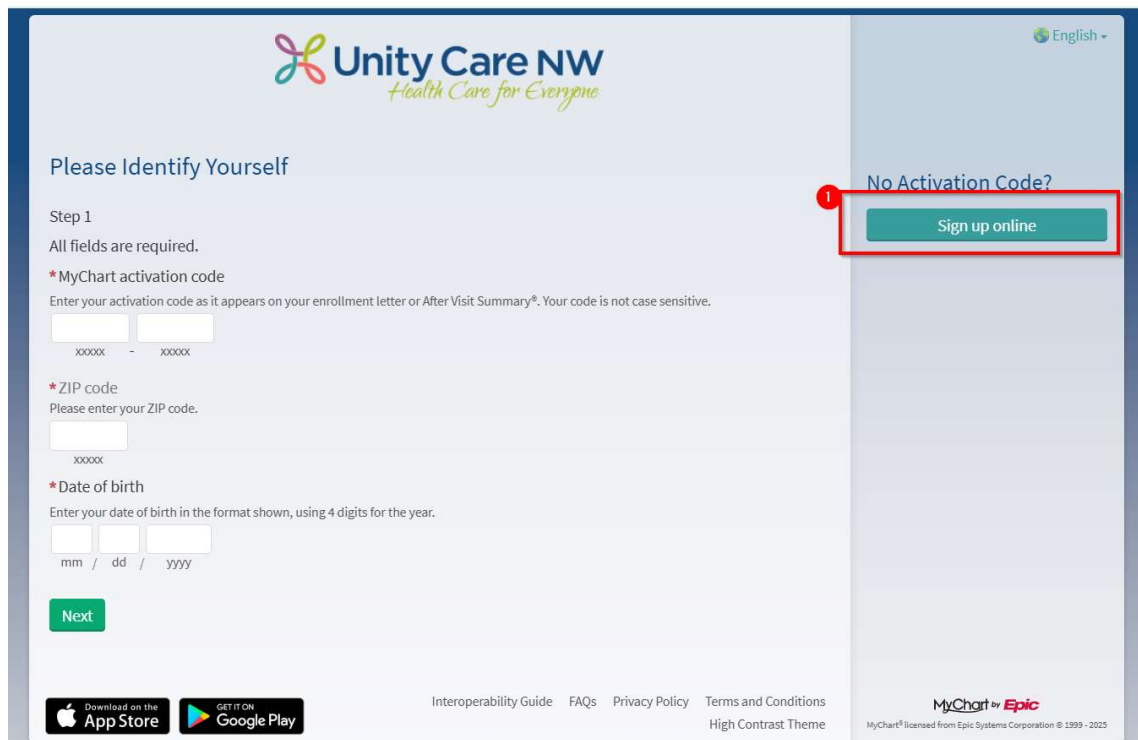 Unity Care NW
Health Care for Everyone
English
Please Identify Yourself
Step 1
All fields are required.
*MyChart activation code
Enter your activation code as it appears on your enrollment letter or After Visit Summary®. Your code is not case sensitive.
xxxxx - xxxxx
*ZIP code
Please enter your ZIP code.
xxxxx
*Date of birth
Enter your date of birth in the format shown, using 4 digits for the year.
mm / dd / yyyy
Next
No Activation Code?
1
Sign up online
Download on the
App Store
GET IT ON
Google Play
Interoperability Guide FAQs Privacy Policy Terms and Conditions
High Contrast Theme
MyChart by Epic
MyChart® licensed from Epic Systems Corporation © 1999 - 2025